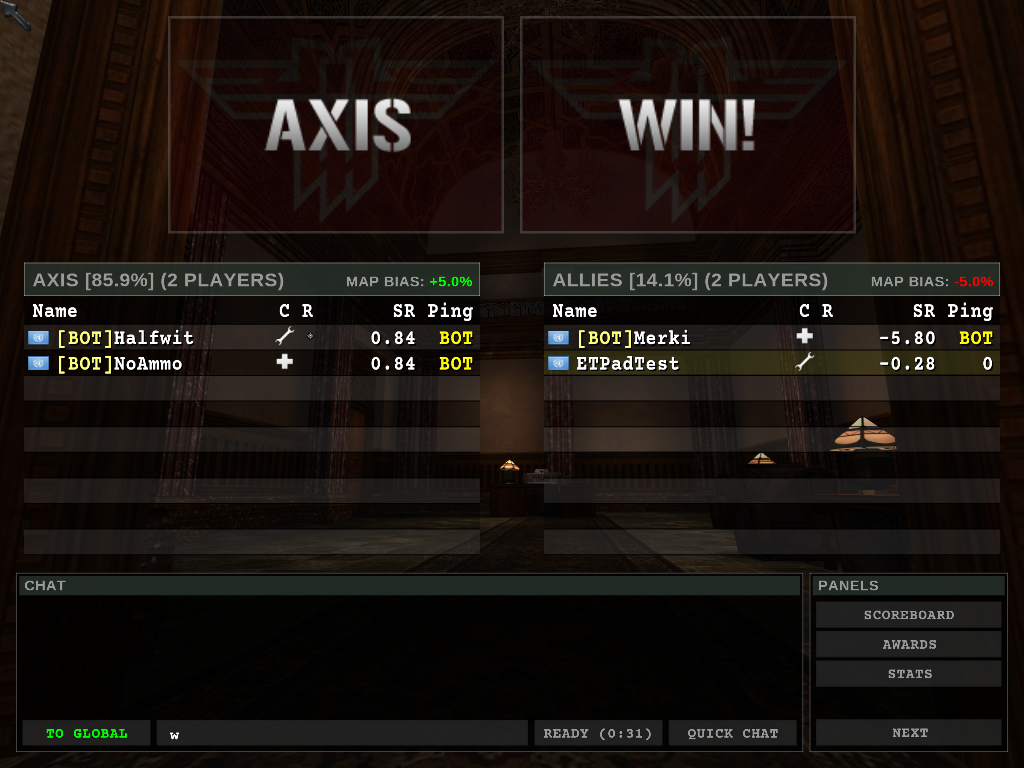 AXIS WIN!
AXIS [85.9%] (2 PLAYERS) MAP BIAS: +5.0%
Name C R SR Ping
[BOT]Halfwit 0.84 BOT
[BOT]NoAmmo 0.84 BOT
ALLIES [14.1%] (2 PLAYERS) MAP BIAS: -5.0%
Name C R SR Ping
[BOT]Merki -5.80 BOT
ETPadTest -0.28 0
CHAT
TO GLOBAL w READY (0:31) QUICK CHAT
PANELS
SCOREBOARD
AWARDS
STATS
NEXT